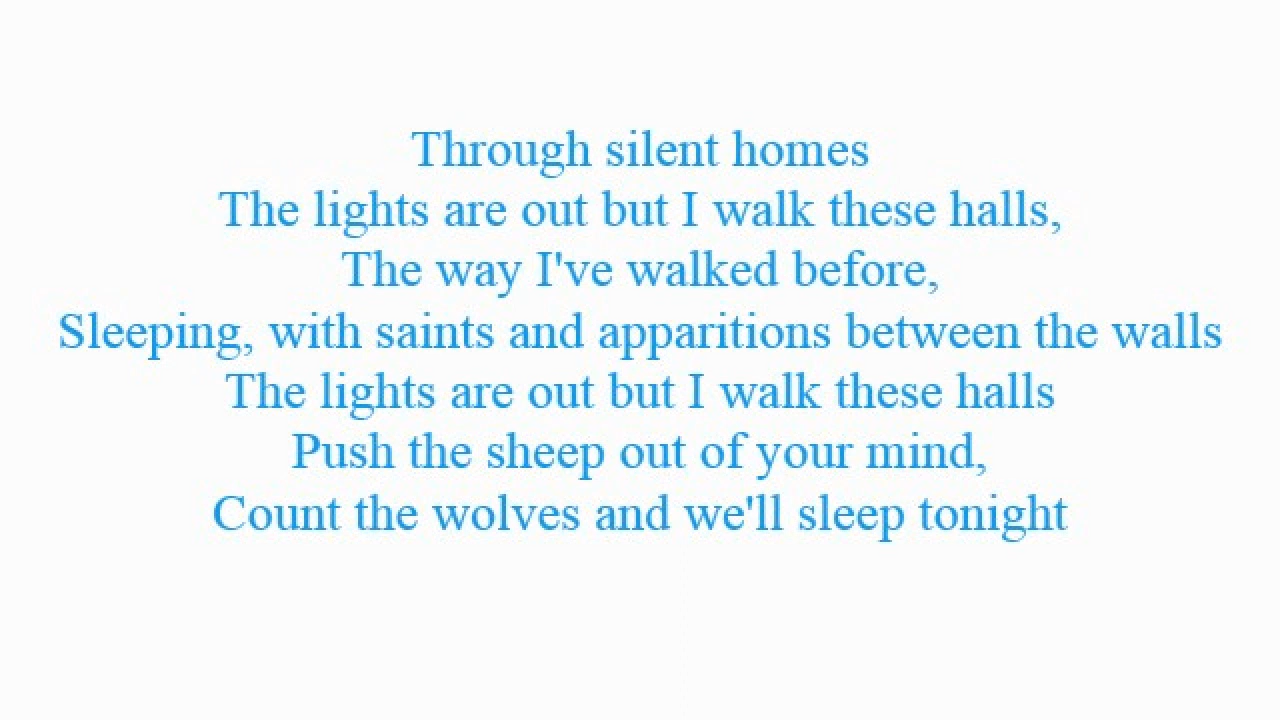 Through silent homes
The lights are out but I walk these halls,
The way I've walked before,
Sleeping, with saints and apparitions between the walls
The lights are out but I walk these halls
Push the sheep out of your mind,
Count the wolves and we'll sleep tonight